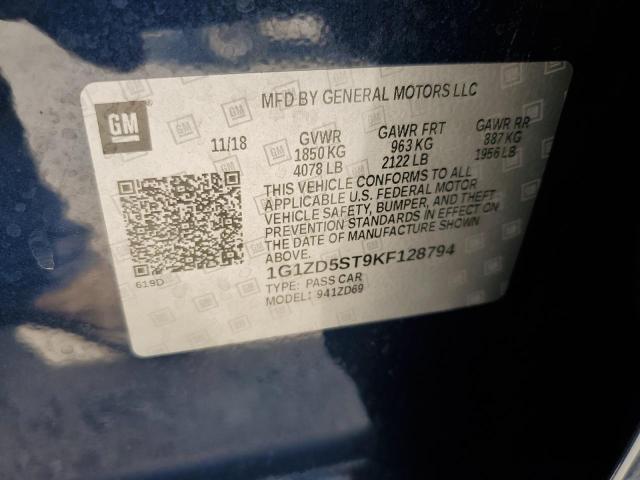 GM
MFD BY GENERAL MOTORS LLC
11/18
GVWR
1850 KG
4078 LB
GAWR FRT
963 KG
2122 LB
GAWR RR
887 KG
1956 LB
THIS VEHICLE CONFORMS TO ALL
APPLICABLE U.S. FEDERAL MOTOR
VEHICLE SAFETY, BUMPER, AND THEFT
PREVENTION STANDARDS IN EFFECT ON
THE DATE OF MANUFACTURE SHOWN
ABOVE.
1G1ZD5ST9KF128794
TYPE: PASS CAR
MODEL: 941ZD69
619D